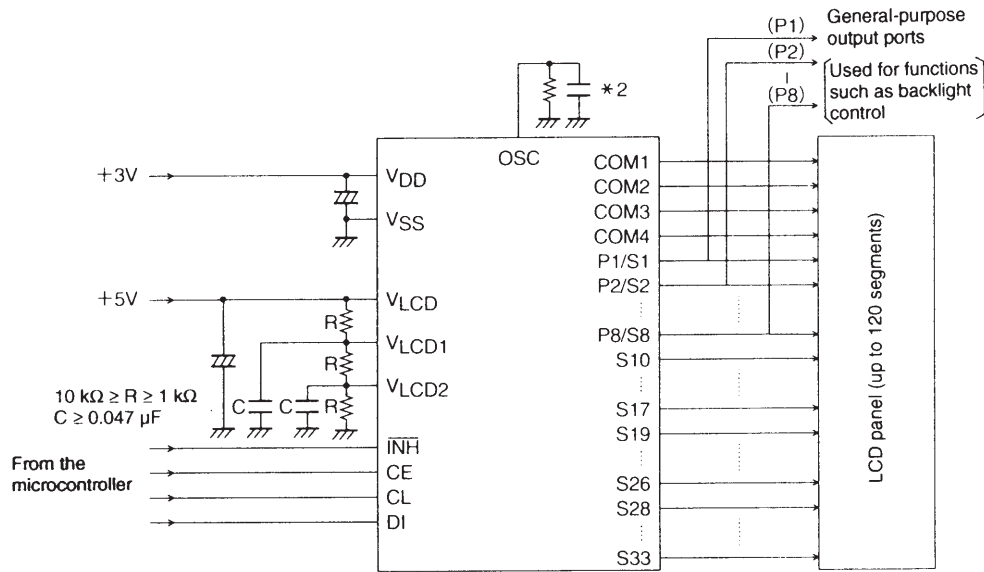 (P1)
General-purpose
output ports
(P2)
(P8)
Used for functions
such as backlight
control
*2
OSC
+3V
VDD
VSS
+5V
VLCD
R
VLCD1
R
VLCD2
C
C
R
10 kΩ ≥ R ≥ 1 kΩ
C ≥ 0.047 µF
From the
microcontroller
INH
CE
CL
DI
COM1
COM2
COM3
COM4
P1/S1
P2/S2
P8/S8
S10
S17
S19
S26
S28
S33
LCD panel (up to 120 segments)